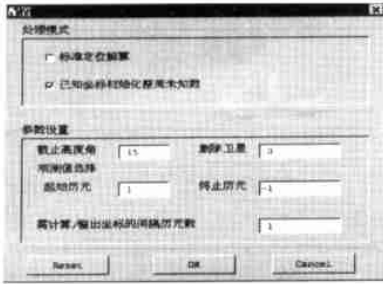 处理模式
标准定位解算
已知坐标初始化整周未知数
参数设置
截止高度角 15 删除卫星 0
观测值选择
起始历元 1 终止历元 -1
需计算/输出坐标的间隔历元数 1
Reset OK Cancel